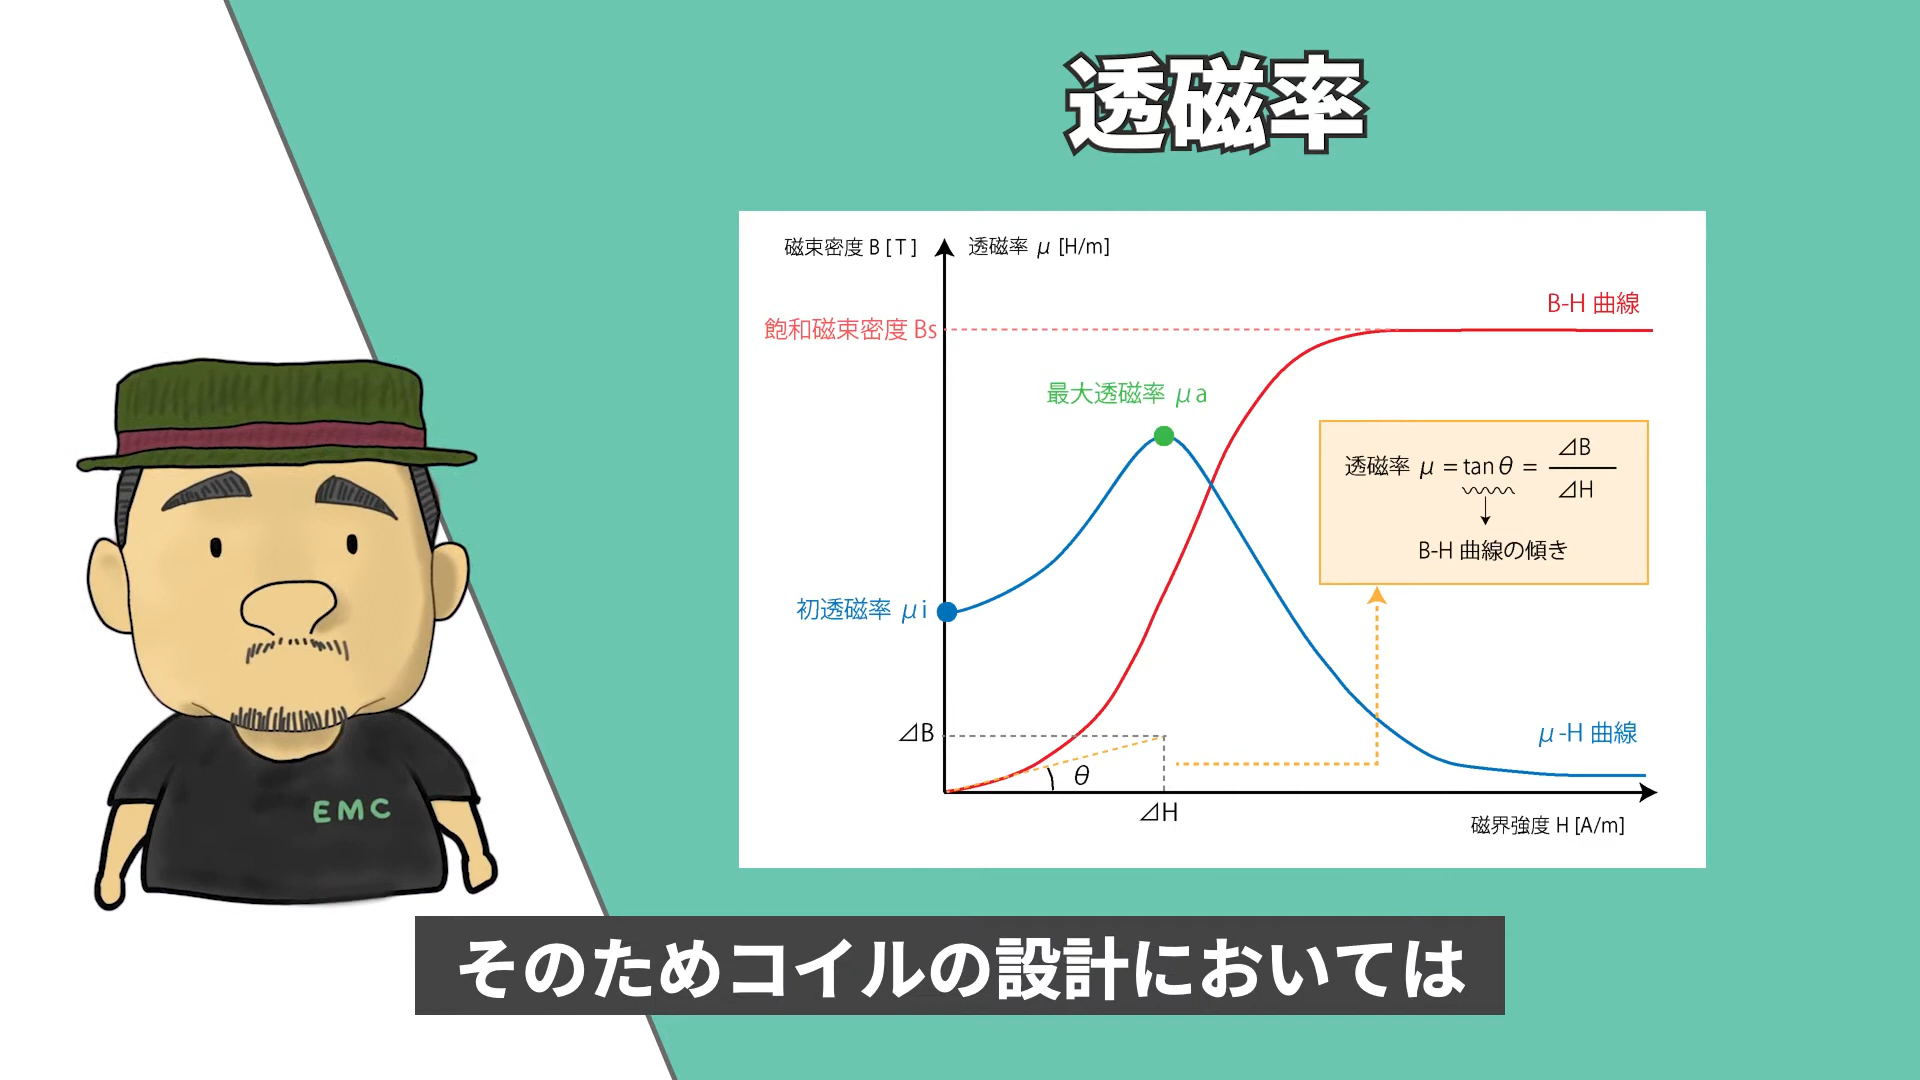 透磁率
磁束密度 B [ T ]
透磁率 μ [H/m]
B-H 曲線
飽和磁束密度 Bs
最大透磁率 μa
透磁率 μ = tan θ = ⊿B / ⊿H
B-H 曲線の傾き
初透磁率 μi
μ-H 曲線
⊿B
θ
⊿H
磁界強度 H [A/m]
EMC
そのためコイルの設計においては